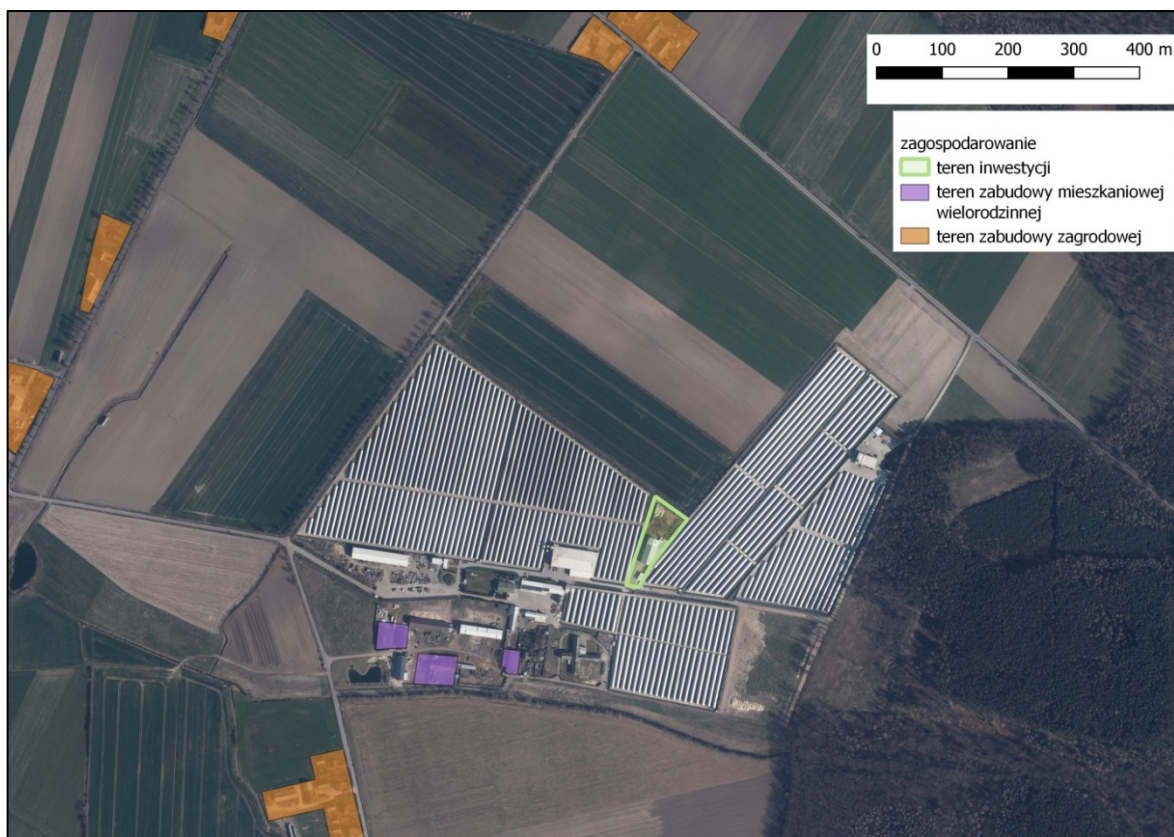 0 100 200 300 400 m
zagospodarowanie
teren inwestycji
teren zabudowy mieszkaniowej
wielorodzinnej
teren zabudowy zagrodowej